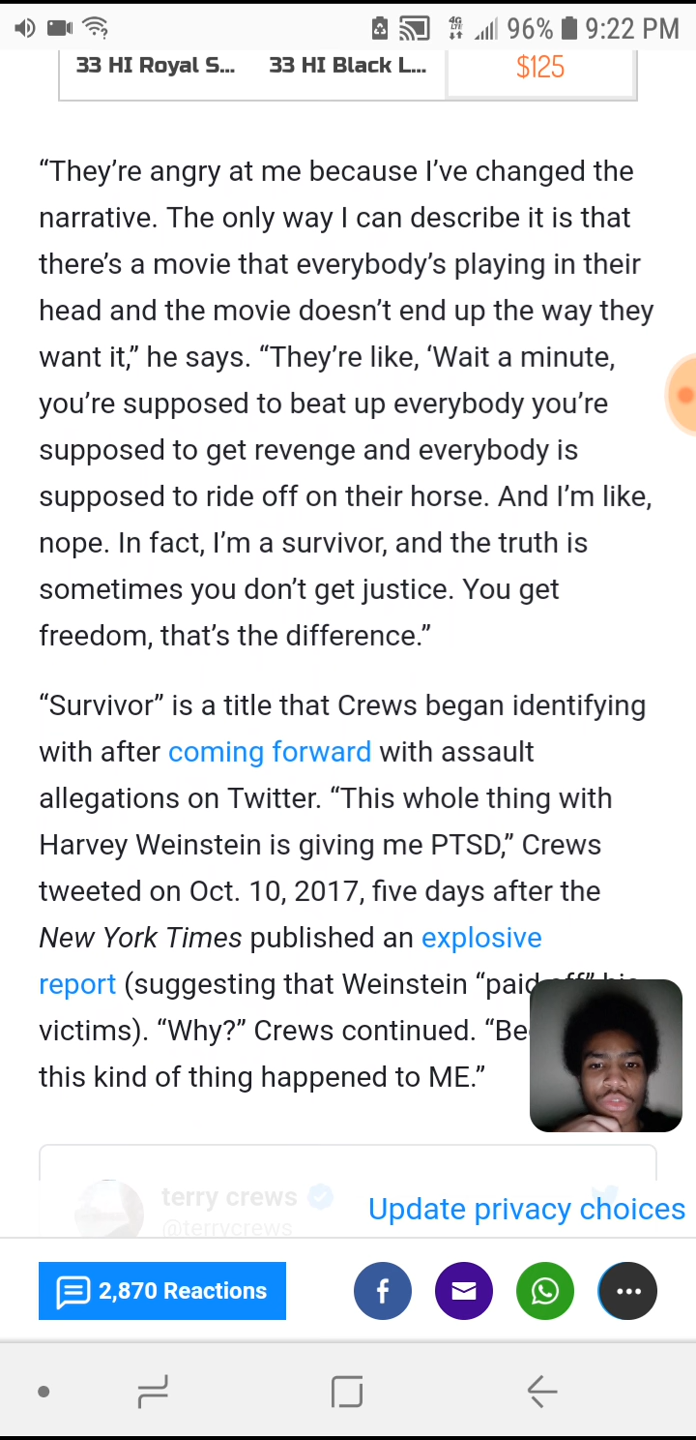 4G
LTE
96%
9:22 PM
33 HI Royal S... 33 HI Black L... $125
“They’re angry at me because I’ve changed the
narrative. The only way I can describe it is that
there’s a movie that everybody’s playing in their
head and the movie doesn’t end up the way they
want it,” he says. “They’re like, ‘Wait a minute,
you’re supposed to beat up everybody you’re
supposed to get revenge and everybody is
supposed to ride off on their horse. And I’m like,
nope. In fact, I’m a survivor, and the truth is
sometimes you don’t get justice. You get
freedom, that’s the difference.”
“Survivor” is a title that Crews began identifying
with after coming forward with assault
allegations on Twitter. “This whole thing with
Harvey Weinstein is giving me PTSD,” Crews
tweeted on Oct. 10, 2017, five days after the
New York Times published an explosive
report (suggesting that Weinstein “paid off” his
victims). “Why?” Crews continued. “Be
this kind of thing happened to ME.”
terry crews
@terrycrews
Update privacy choices
2,870 Reactions